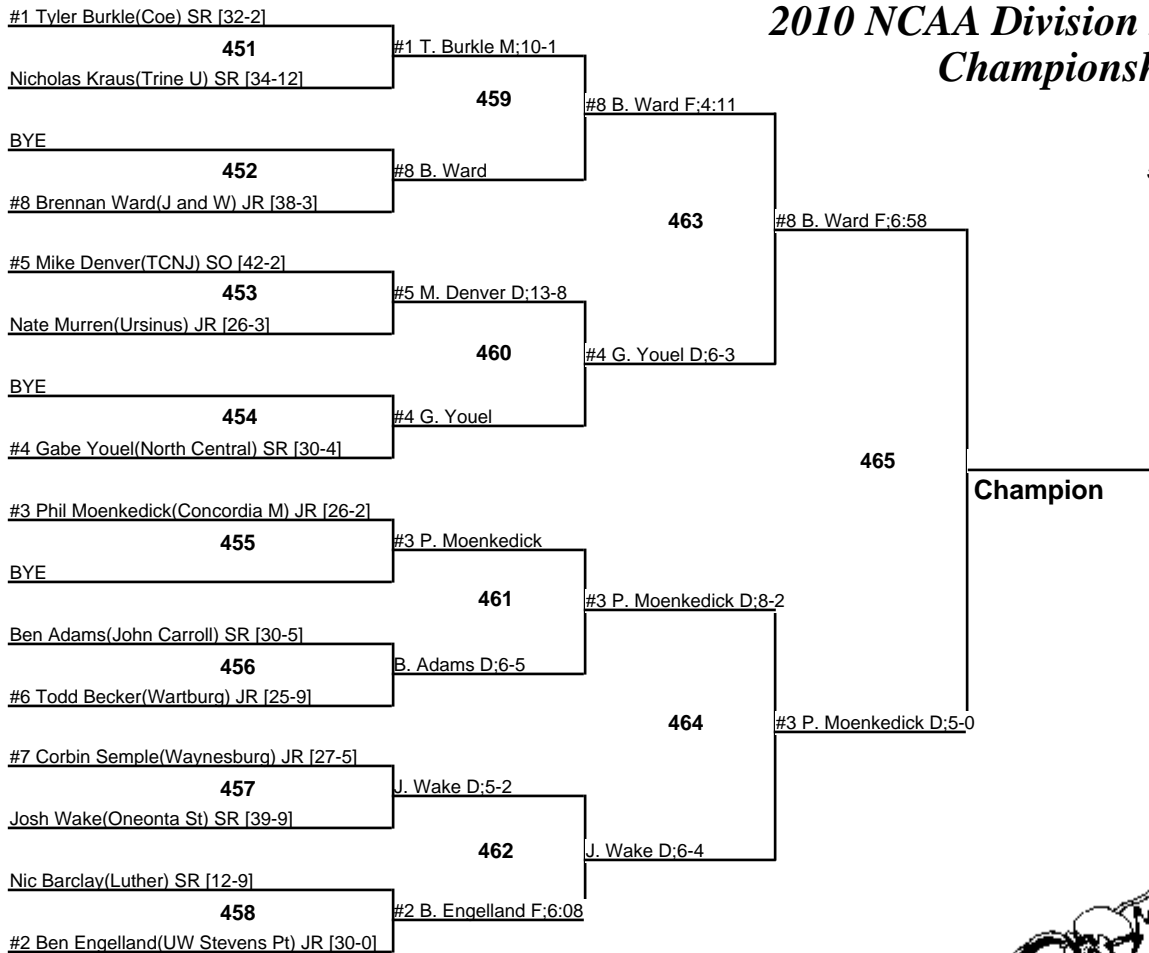 2010 NCAA Division
Championsh
#1 Tyler Burkle(Coe) SR [32-2]
451
Nicholas Kraus(Trine U) SR [34-12]
BYE
452
#8 Brennan Ward(J and W) JR [38-3]
#5 Mike Denver(TCNJ) SO [42-2]
453
Nate Murren(Ursinus) JR [26-3]
BYE
454
#4 Gabe Youel(North Central) SR [30-4]
#3 Phil Moenkedick(Concordia M) JR [26-2]
455
BYE
Ben Adams(John Carroll) SR [30-5]
456
#6 Todd Becker(Wartburg) JR [25-9]
#7 Corbin Semple(Waynesburg) JR [27-5]
457
Josh Wake(Oneonta St) SR [39-9]
Nic Barclay(Luther) SR [12-9]
458
#2 Ben Engelland(UW Stevens Pt) JR [30-0]
#1 T. Burkle M;10-1
459
#8 B. Ward
#5 M. Denver D;13-8
460
#4 G. Youel
#3 P. Moenkedick
461
B. Adams D;6-5
J. Wake D;5-2
462
#2 B. Engelland F;6:08
#8 B. Ward F;4:11
463
#4 G. Youel D;6-3
#3 P. Moenkedick D;8-2
464
J. Wake D;6-4
#8 B. Ward F;6:58
465
#3 P. Moenkedick D;5-0
Champion